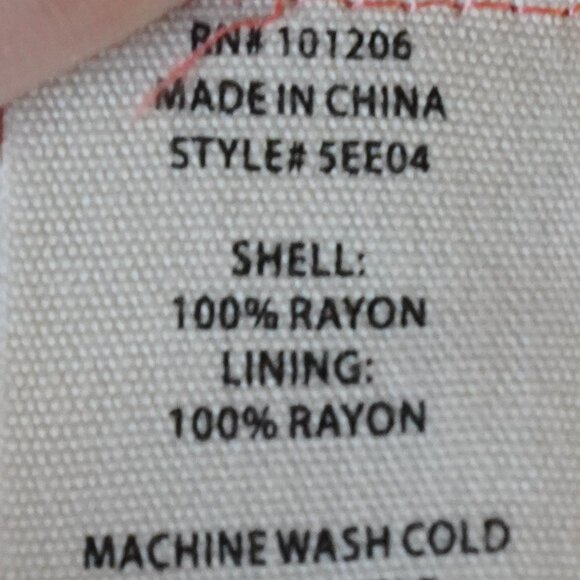 RN# 101206
MADE IN CHINA
STYLE# 5EE04
SHELL:
100% RAYON
LINING:
100% RAYON
MACHINE WASH COLD